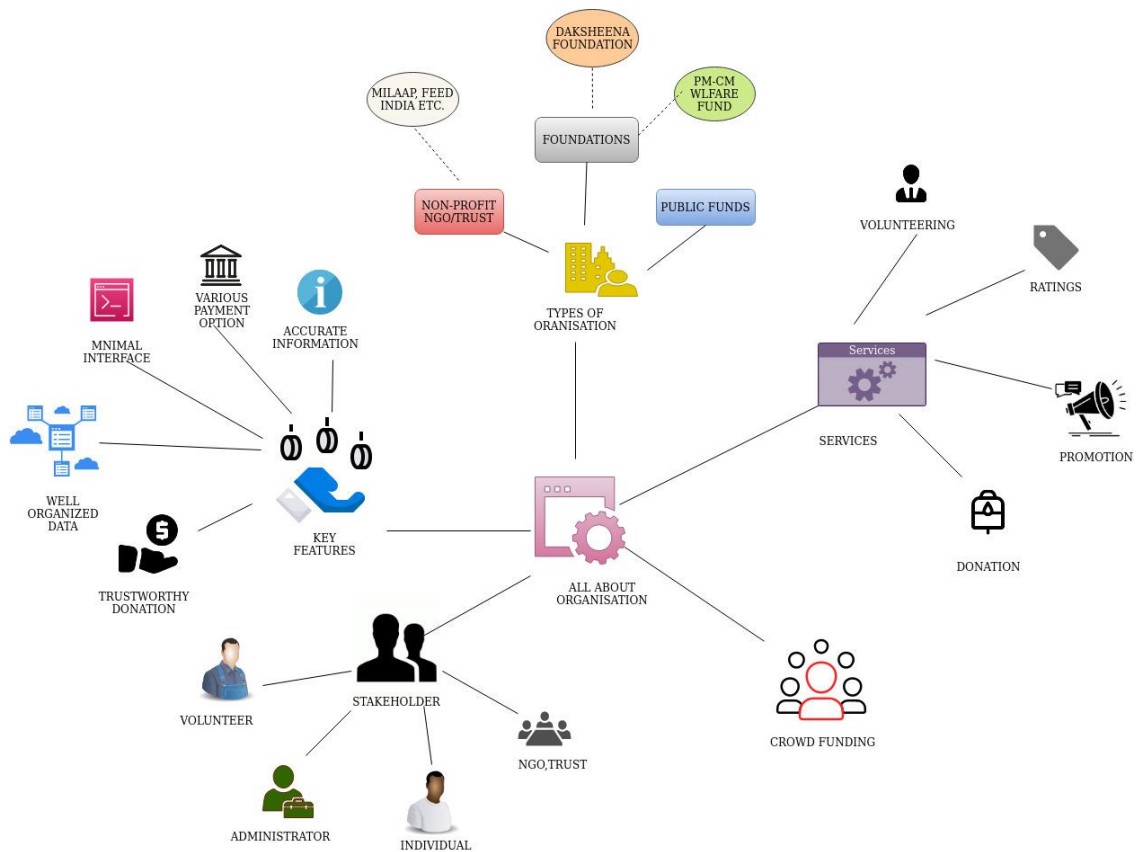 DAKSHEENA
FOUNDATION
MILAAP, FEED
INDIA ETC.
PM-CM
WLFARE
FUND
FOUNDATIONS
NON-PROFIT
NGO/TRUST
PUBLIC FUNDS
VOLUNTEERING
RATINGS
VARIOUS
PAYMENT
OPTION
ACCURATE
INFORMATION
MNIMAL
INTERFACE
TYPES OF
ORANISATION
Services
SERVICES
PROMOTION
WELL
ORGANIZED
DATA
KEY
FEATURES
DONATION
TRUSTWORTHY
DONATION
ALL ABOUT
ORGANISATION
STAKEHOLDER
VOLUNTEER
CROWD FUNDING
NGO,TRUST
ADMINISTRATOR
INDIVIDUAL